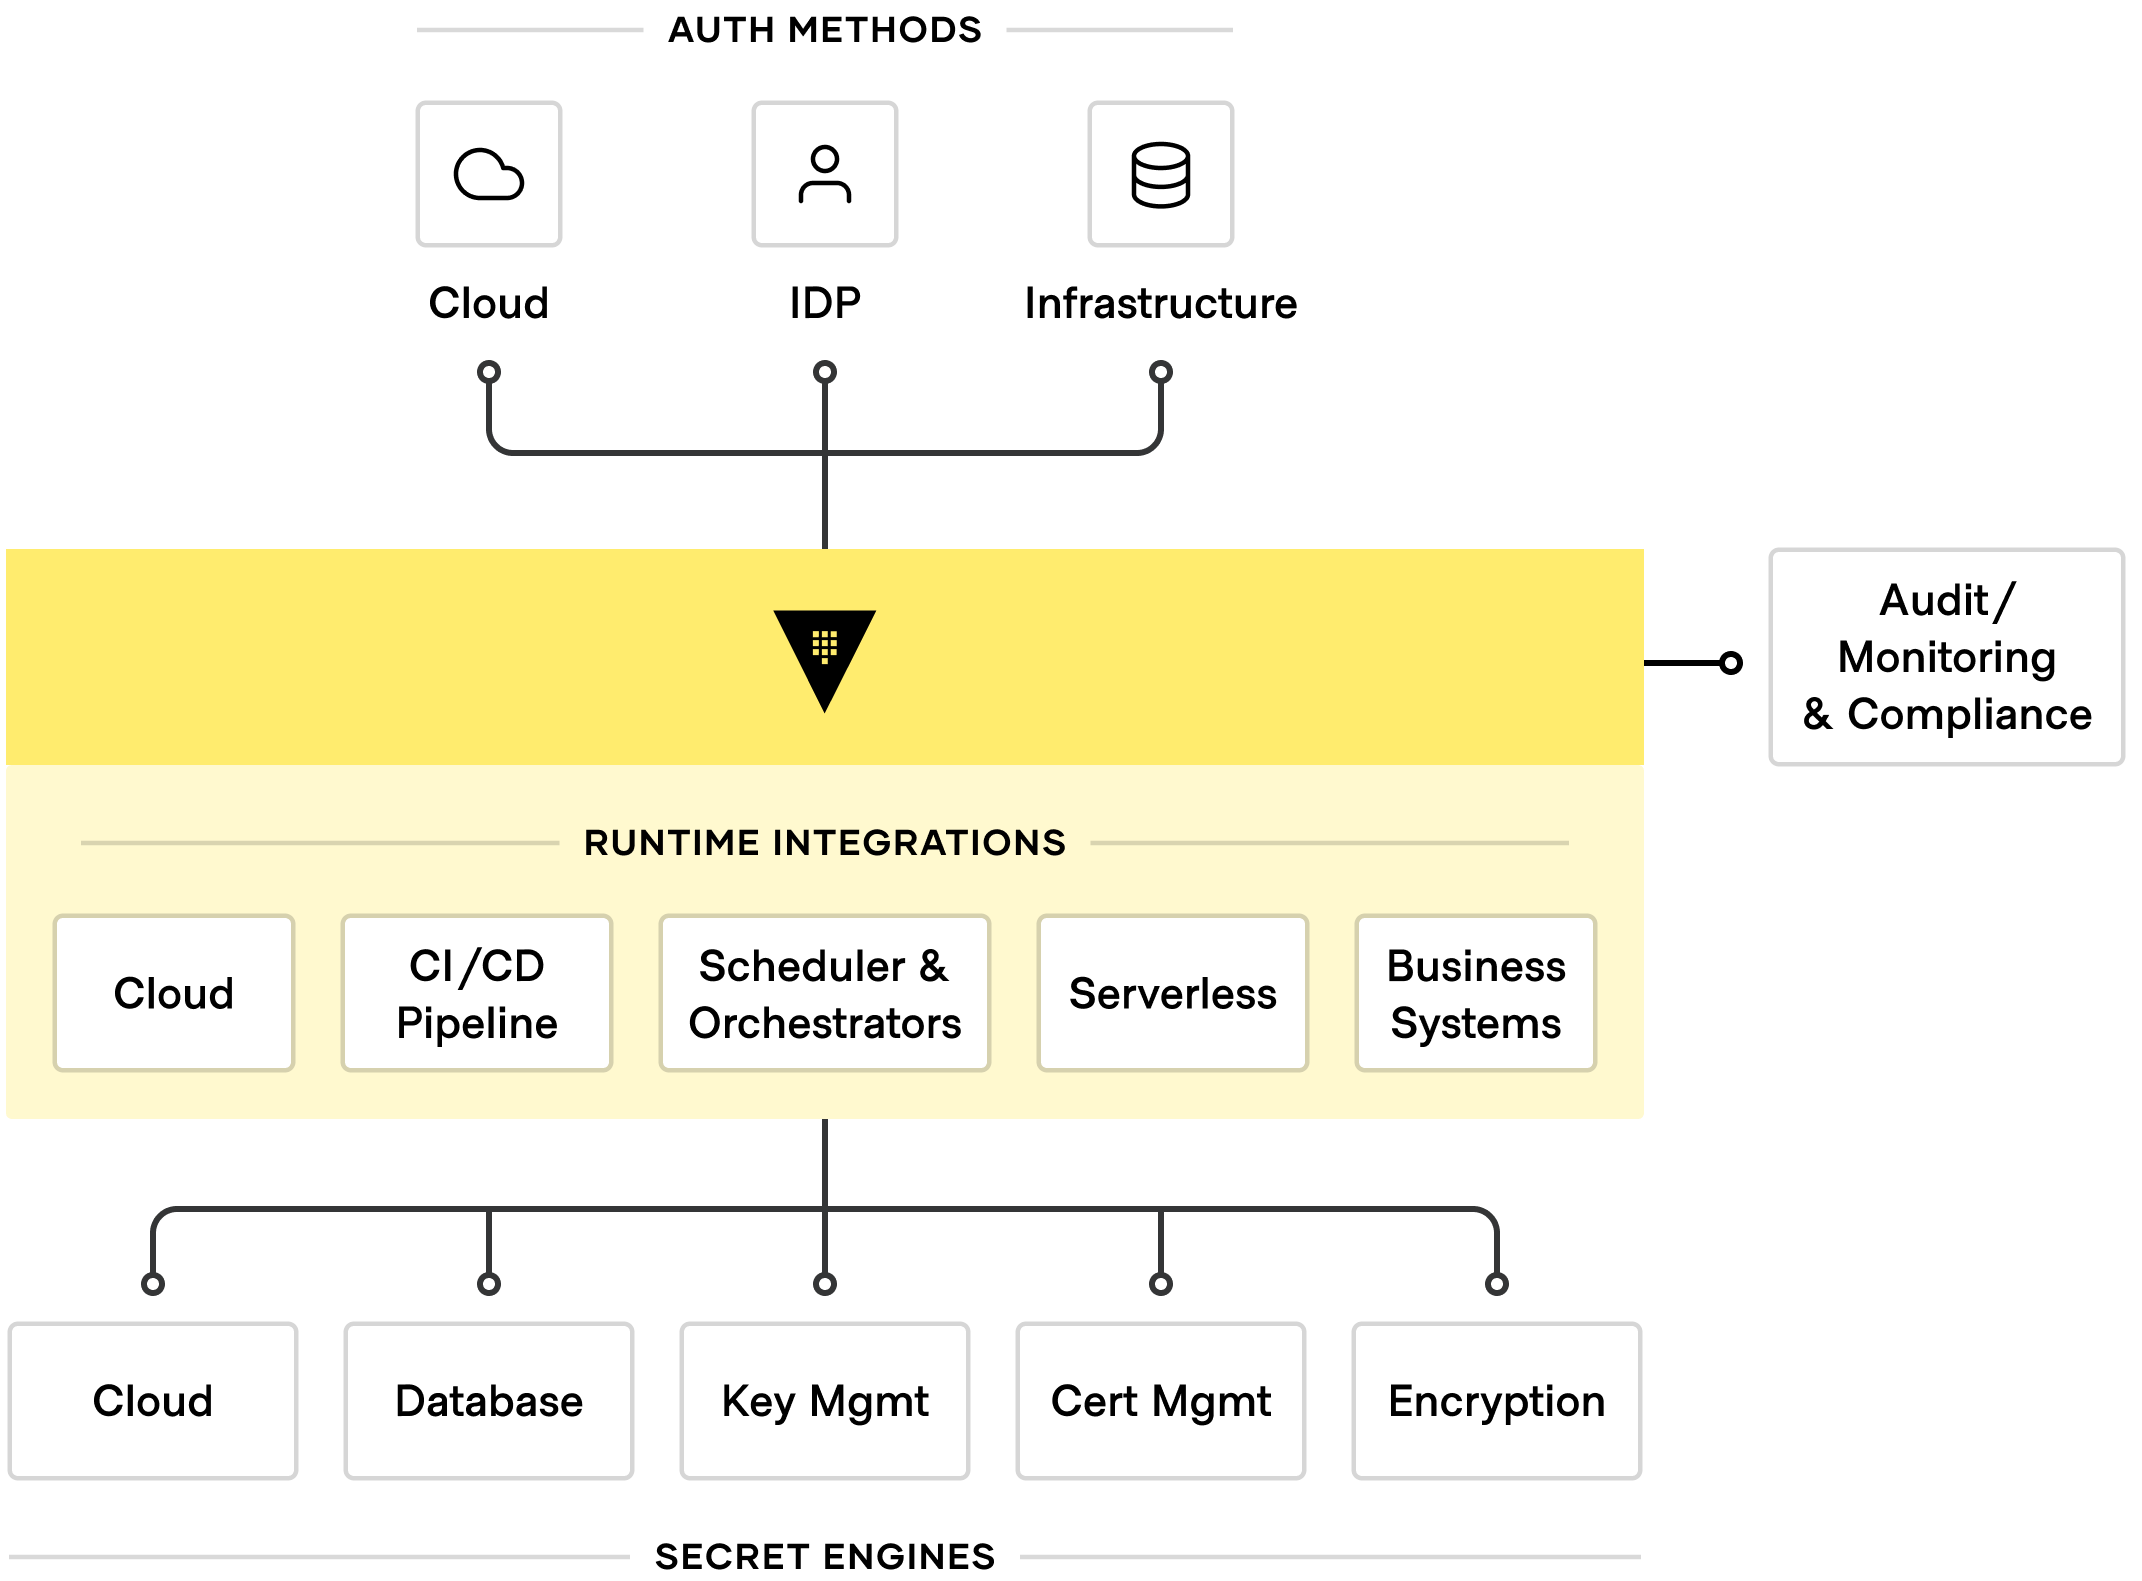 AUTH METHODS
Cloud
IDP
Infrastructure
Audit/
Monitoring
& Compliance
RUNTIME INTEGRATIONS
Cloud
CI/CD
Pipeline
Scheduler &
Orchestrators
Serverless
Business
Systems
Cloud
Database
Key Mgmt
Cert Mgmt
Encryption
SECRET ENGINES